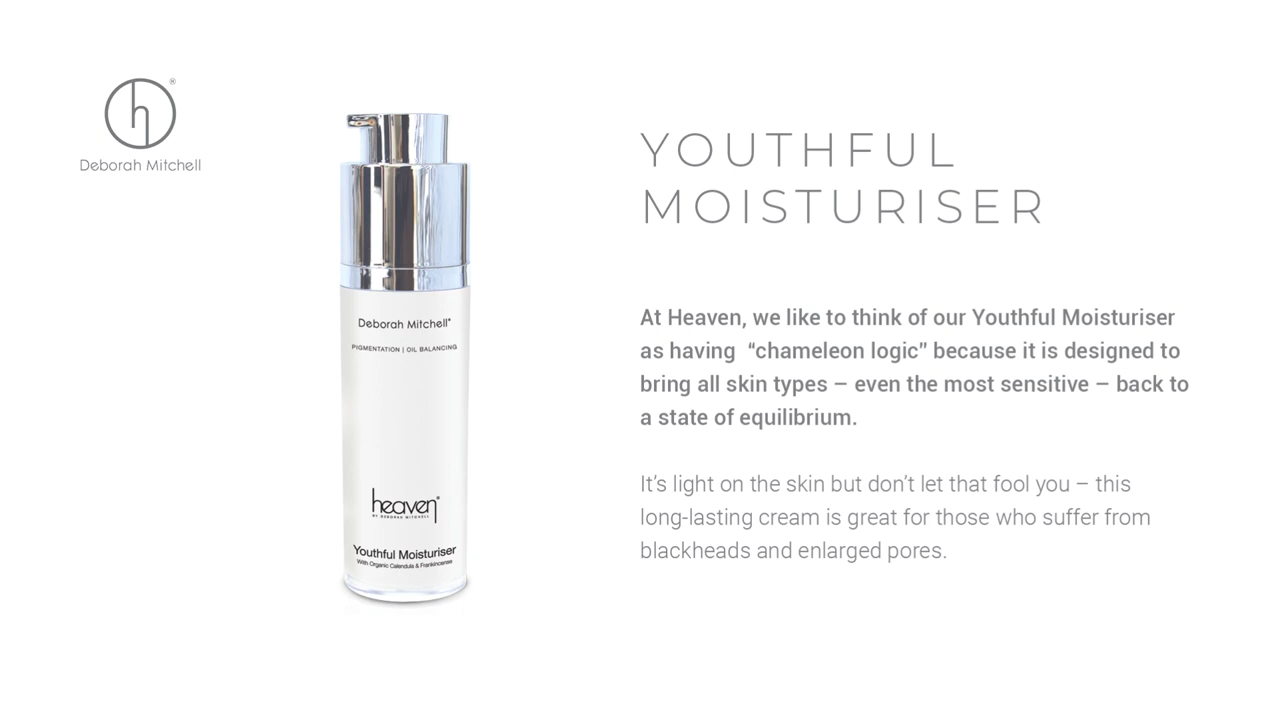 h®
Deborah Mitchell
YOUTHFUL
MOISTURISER
At Heaven, we like to think of our Youthful Moisturiser
as having  “chameleon logic” because it is designed to
bring all skin types – even the most sensitive – back to
a state of equilibrium.
It’s light on the skin but don’t let that fool you – this
long-lasting cream is great for those who suffer from
blackheads and enlarged pores.
Deborah Mitchell®
PIGMENTATION | OIL BALANCING
heaven®
BY DEBORAH MITCHELL
Youthful Moisturiser
With Organic Calendula & Frankincense